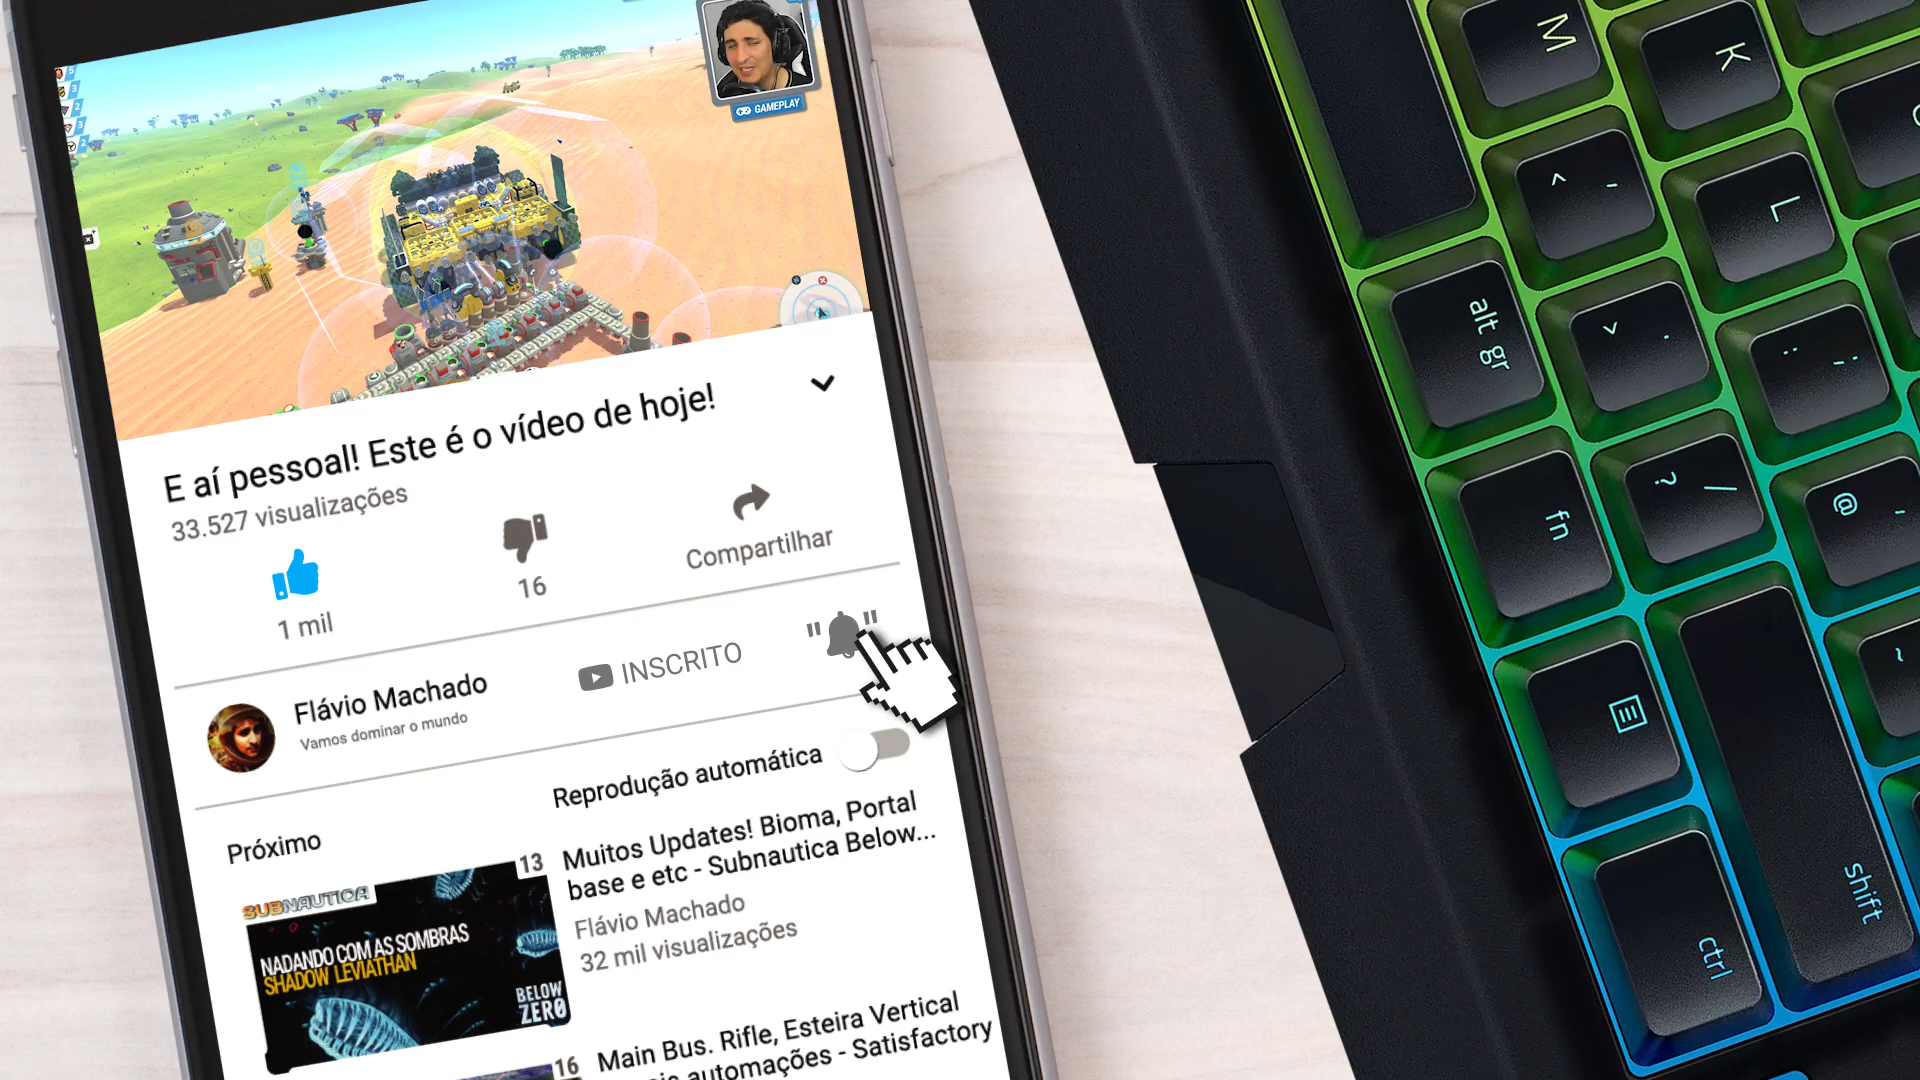 GAMEPLAY
E aí pessoal! Este é o vídeo de hoje!
33.527 visualizações
1 mil
16
Compartilhar
Flávio Machado
Vamos dominar o mundo
INSCRITO
Reprodução automática
Próximo
13
SUBNAUTICA
NADANDO COM AS SOMBRAS
SHADOW LEVIATHAN
BELOW
ZERO
Muitos Updates! Bioma, Portal
base e etc - Subnautica Below...
Flávio Machado
32 mil visualizações
16
Main Bus. Rifle, Esteira Vertical
automações - Satisfactory
M
K
L
alt gr
fn
? /
@
shift
ctrl